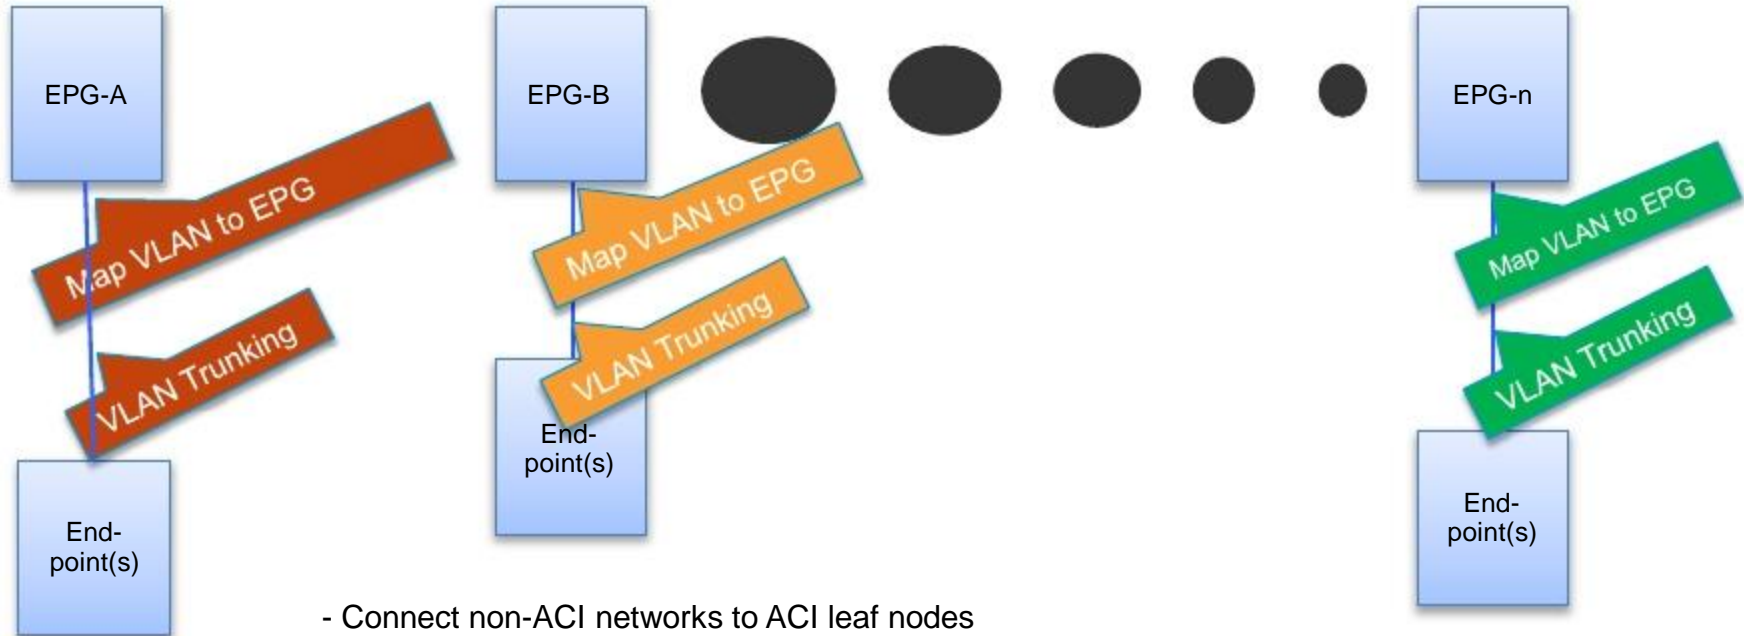 EPG-A
EPG-B
EPG-n
Map VLAN to EPG
Map VLAN to EPG
Map VLAN to EPG
VLAN Trunking
VLAN Trunking
VLAN Trunking
End-
point(s)
End-
point(s)
End-
point(s)
- Connect non-ACI networks to ACI leaf nodes